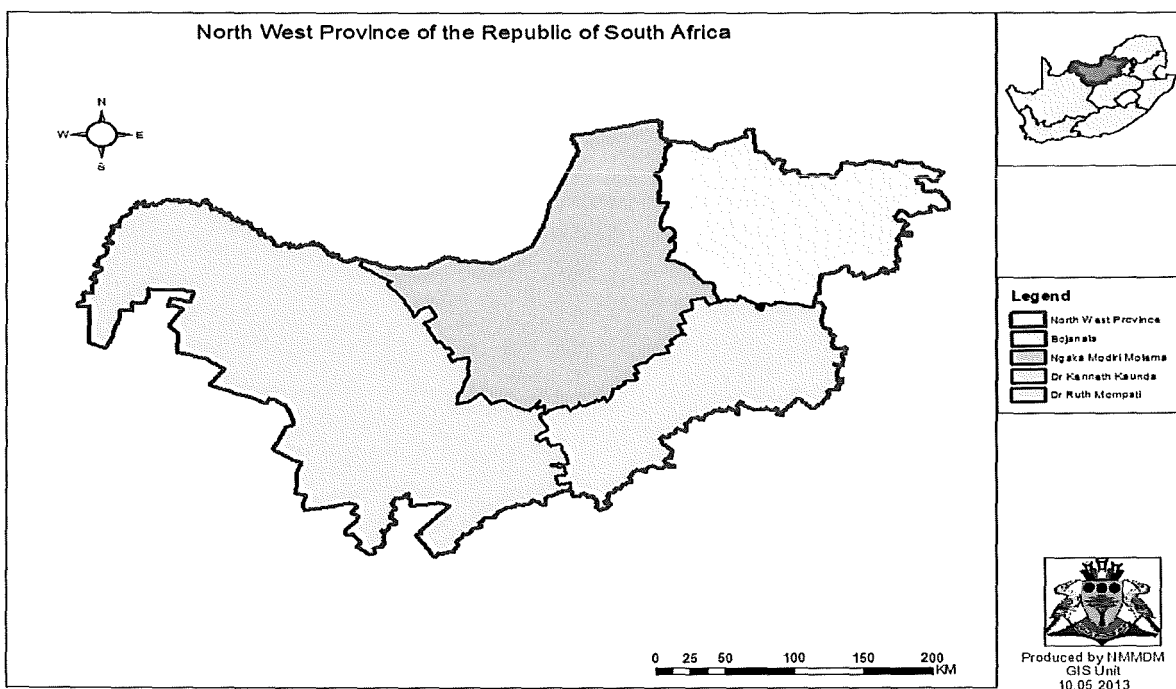 North West Province of the Republic of South Africa
N
W E
S
Legend
North West Province
Bojanala
Ngaka Modiri Molema
Dr Kenneth Kaunda
Dr Ruth Mompati
0 25 50 100 150 200
KM
Produced by NMMDM
GIS Unit
10.05.2013